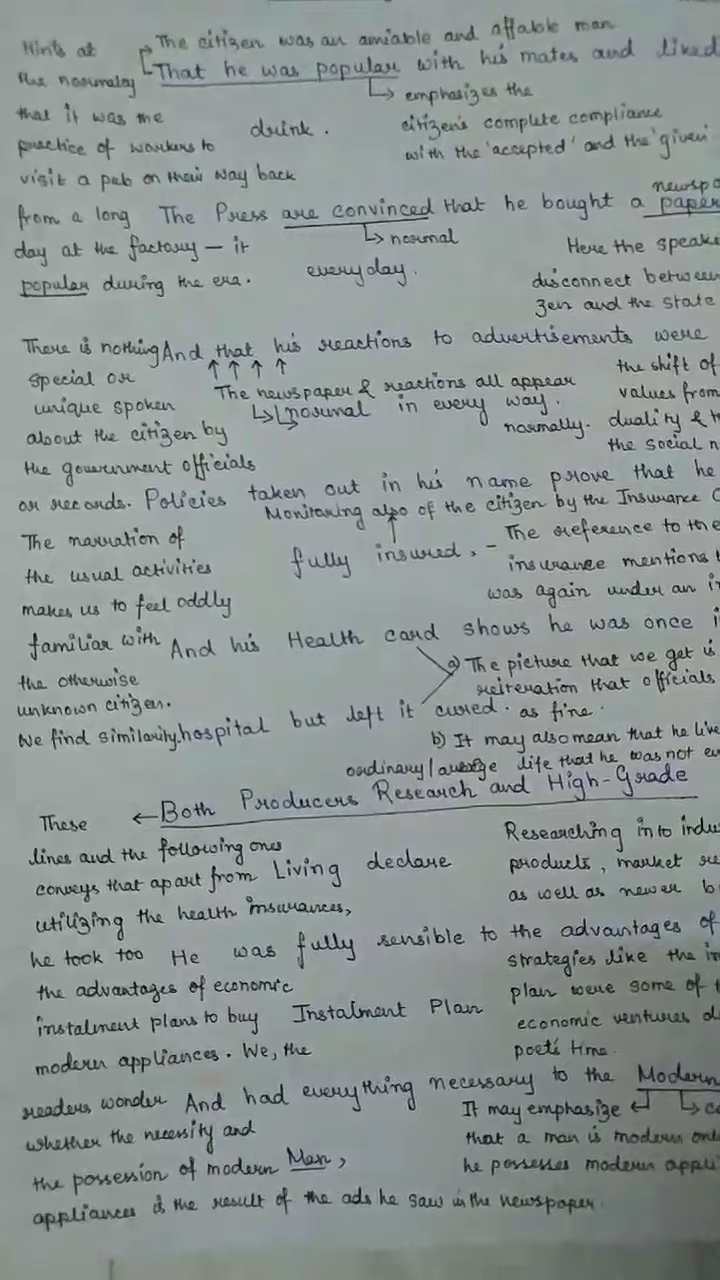 Hints at The citizen was an amiable and affable man
the normalcy That he was popular with his mates and liked
that it was the emphasizes the
practice of workers to drink. citizen's complete compliance
visit a pub on their way back with the 'accepted' and the 'given'
from a long The Press are convinced that he bought a paper
day at the factory — it normal Here the
popular during the era. everyday. disconnect between
zen and the state
There is nothing And that his reactions to advertisements were
special or the shift of
unique spoken The newspaper & reactions all appear values from
about the citizen by normal in every way. normally. duality &
the government officials the social
or records. Policies taken out in his name prove that he
Monitoring also of the citizen by the Insurance
The narration of fully insured, - The reference to the
the usual activities insurance mentions
makes us to feel oddly was again under an
familiar with And his Health card shows he was once
the otherwise a) The picture that we get is
unknown citizen. reiteration that officials
We find similarity. hospital but left it cured. as fine.
b) It may also mean that he
ordinary/average life that he was not
These Both Producers Research and High-Grade
lines and the following ones Researching into
conveys that apart from Living declare products, market
utilizing the health insurances, as well as newer
he took too He was fully sensible to the advantages of
the advantages of economic strategies like the
instalment plans to buy Instalment Plan plan were some of
modern appliances. We, the economic ventures
poet's time.
readers wonder And had everything necessary to the Modern
whether the necessity and It may emphasize
the possession of modern Man, that a man is modern
he possesses modern
appliances is the result of the ads he saw in the newspaper.